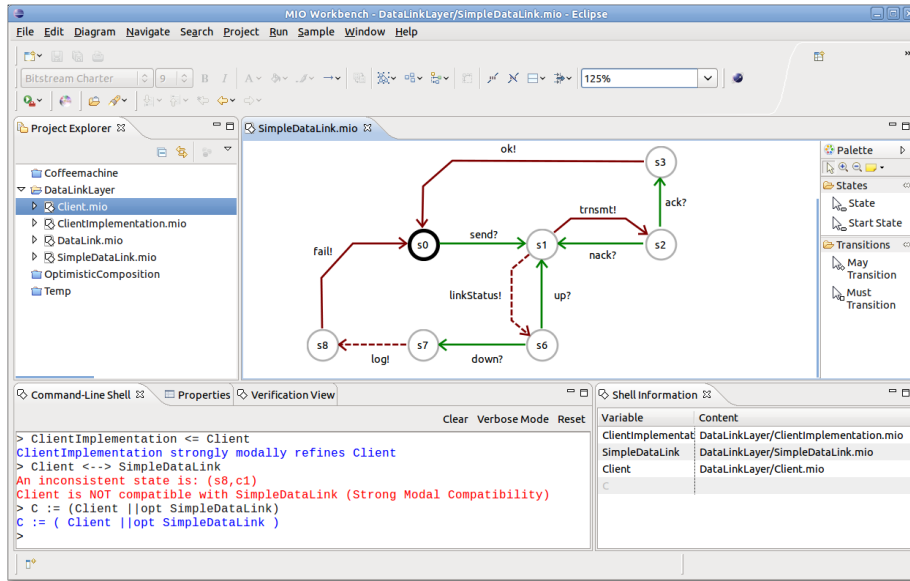 MIO Workbench - DataLinkLayer/SimpleDataLink.mio - Eclipse
File Edit Diagram Navigate Search Project Run Sample Window Help
Bitstream Charter 9 B I A 125%
Project Explorer
Coffeemachine
DataLinkLayer
Client.mio
ClientImplementation.mio
DataLink.mio
SimpleDataLink.mio
OptimisticComposition
Temp
SimpleDataLink.mio
ok!
s3
trnsmt!
ack?
send?
s0
s1
s2
fail!
nack?
linkStatus!
up?
s8
s7
s6
log!
down?
Palette
States
State
Start State
Transitions
May
Transition
Must
Transition
Command-Line Shell Properties Verification View
Clear Verbose Mode Reset
> ClientImplementation <= Client
ClientImplementation strongly modally refines Client
> Client <--> SimpleDataLink
An inconsistent state is: (s8,c1)
Client is NOT compatible with SimpleDataLink (Strong Modal Compatibility)
> C := (Client ||opt SimpleDataLink)
C := ( Client ||opt SimpleDataLink )
>
Shell Information
Variable Content
ClientImplementat DataLinkLayer/ClientImplementation.mio
SimpleDataLink DataLinkLayer/SimpleDataLink.mio
Client DataLinkLayer/Client.mio
C